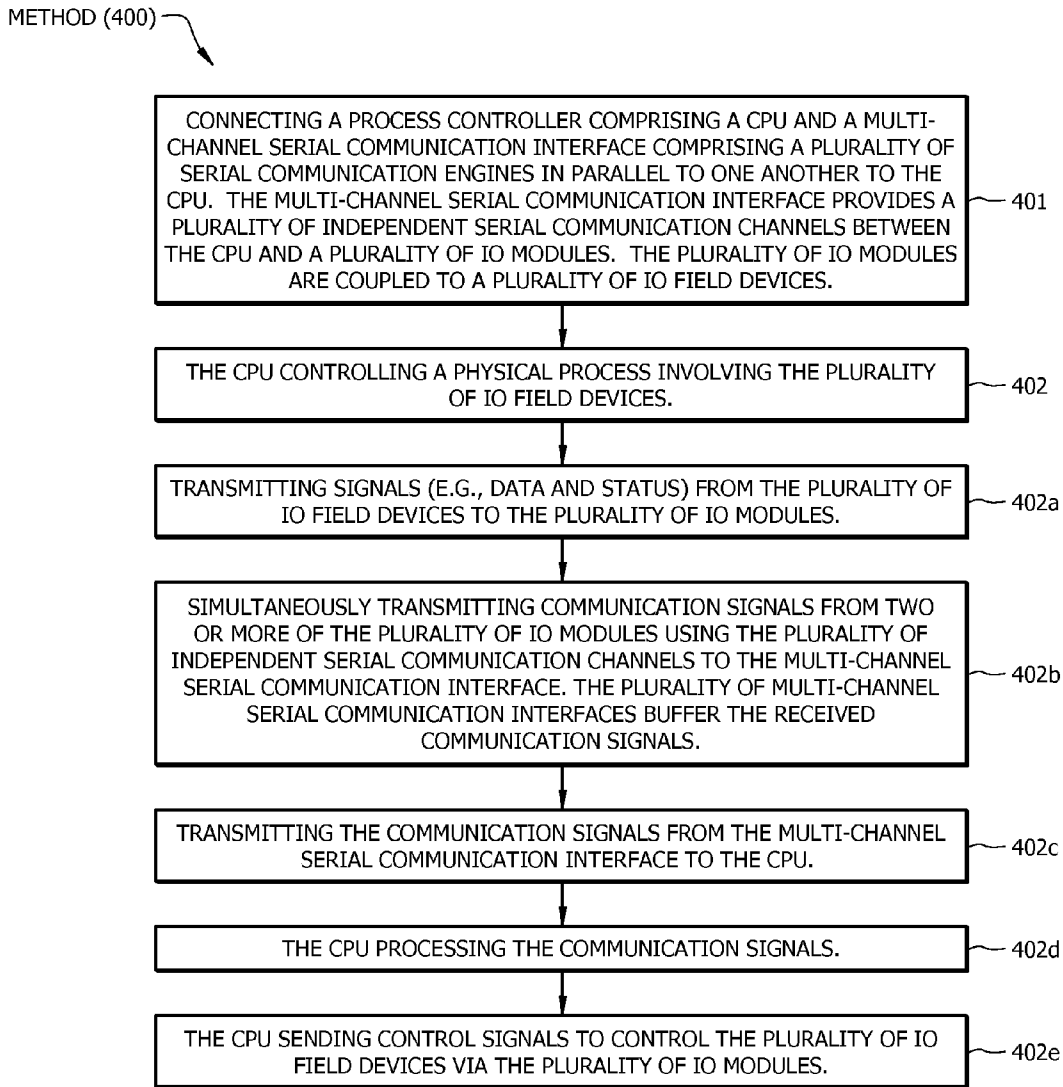 METHOD (400)
CONNECTING A PROCESS CONTROLLER COMPRISING A CPU AND A MULTI-
CHANNEL SERIAL COMMUNICATION INTERFACE COMPRISING A PLURALITY OF
SERIAL COMMUNICATION ENGINES IN PARALLEL TO ONE ANOTHER TO THE
CPU. THE MULTI-CHANNEL SERIAL COMMUNICATION INTERFACE PROVIDES A
PLURALITY OF INDEPENDENT SERIAL COMMUNICATION CHANNELS BETWEEN
THE CPU AND A PLURALITY OF IO MODULES. THE PLURALITY OF IO MODULES
ARE COUPLED TO A PLURALITY OF IO FIELD DEVICES.
401
THE CPU CONTROLLING A PHYSICAL PROCESS INVOLVING THE PLURALITY
OF IO FIELD DEVICES.
402
TRANSMITTING SIGNALS (E.G., DATA AND STATUS) FROM THE PLURALITY OF
IO FIELD DEVICES TO THE PLURALITY OF IO MODULES.
402a
SIMULTANEOUSLY TRANSMITTING COMMUNICATION SIGNALS FROM TWO
OR MORE OF THE PLURALITY OF IO MODULES USING THE PLURALITY OF
INDEPENDENT SERIAL COMMUNICATION CHANNELS TO THE MULTI-CHANNEL
SERIAL COMMUNICATION INTERFACE. THE PLURALITY OF MULTI-CHANNEL
SERIAL COMMUNICATION INTERFACES BUFFER THE RECEIVED
COMMUNICATION SIGNALS.
402b
TRANSMITTING THE COMMUNICATION SIGNALS FROM THE MULTI-CHANNEL
SERIAL COMMUNICATION INTERFACE TO THE CPU.
402c
THE CPU PROCESSING THE COMMUNICATION SIGNALS.
402d
THE CPU SENDING CONTROL SIGNALS TO CONTROL THE PLURALITY OF IO
FIELD DEVICES VIA THE PLURALITY OF IO MODULES.
402e